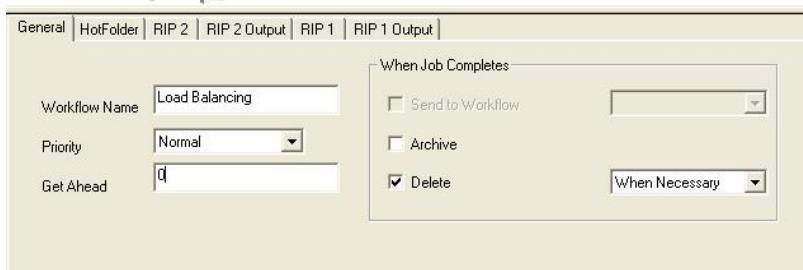 General HotFolder RIP 2 RIP 2 Output RIP 1 RIP 1 Output
When Job Completes
Workflow Name Load Balancing
Send to Workflow
Priority Normal
Archive
Get Ahead 0
Delete When Necessary